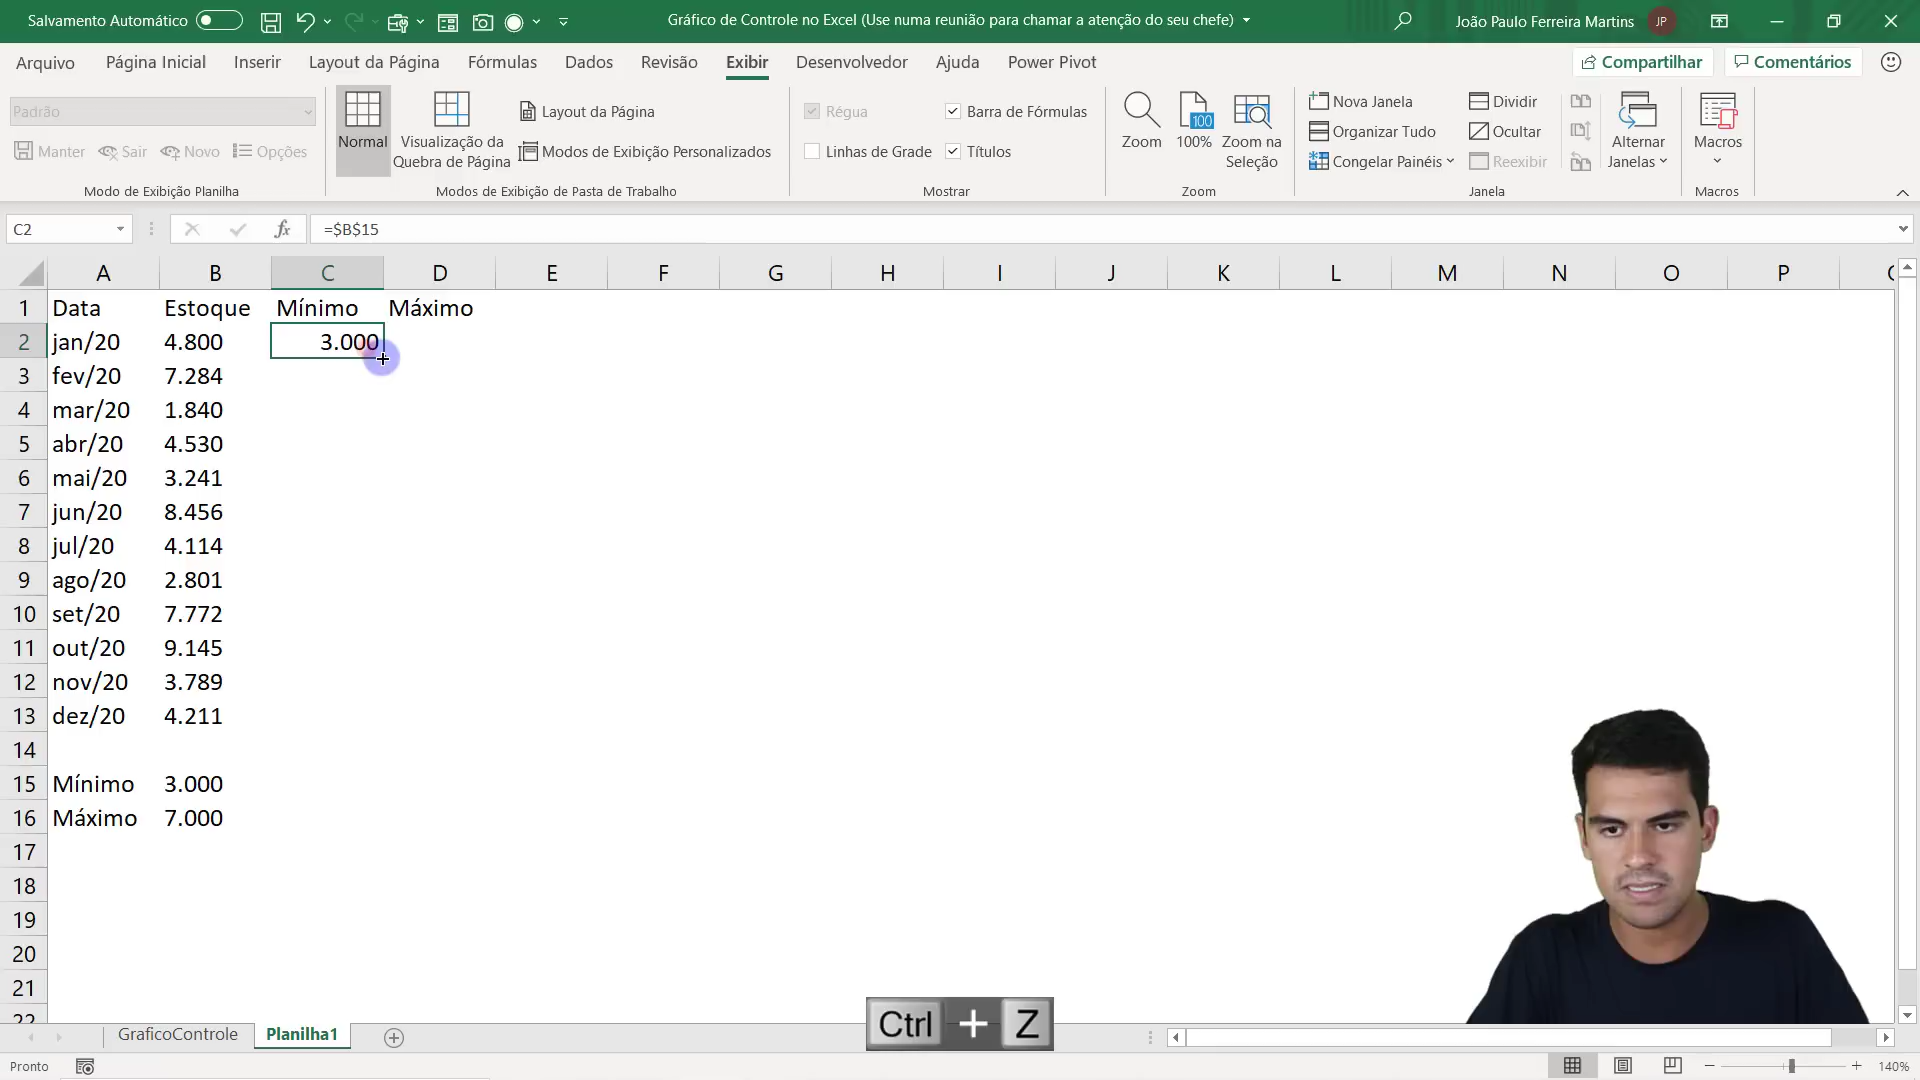 Salvamento Automático
Gráfico de Controle no Excel (Use numa reunião para chamar a atenção do seu chefe)
João Paulo Ferreira Martins JP
Arquivo Página Inicial Inserir Layout da Página Fórmulas Dados Revisão Exibir Desenvolvedor Ajuda Power Pivot Compartilhar Comentários
Padrão
Manter Sair Novo Opções
Modo de Exibição Planilha
Normal
Visualização da
Quebra de Página
Layout da Página
Modos de Exibição Personalizados
Modos de Exibição de Pasta de Trabalho
Régua Barra de Fórmulas
Linhas de Grade Títulos
Mostrar
Zoom
100
100%
Zoom na
Seleção
Zoom
Nova Janela
Organizar Tudo
Congelar Painéis
Dividir
Ocultar
Reexibir
Alternar
Janelas
Janela
Macros
Macros
C2 fx =$B$15
A B C D E F G H I J K L M N O P
1 Data Estoque Mínimo Máximo
2 jan/20 4.800 3.000
3 fev/20 7.284
4 mar/20 1.840
5 abr/20 4.530
6 mai/20 3.241
7 jun/20 8.456
8 jul/20 4.114
9 ago/20 2.801
10 set/20 7.772
11 out/20 9.145
12 nov/20 3.789
13 dez/20 4.211
14
15 Mínimo 3.000
16 Máximo 7.000
17
18
19
20
21
22
Ctrl + Z
GraficoControle Planilha1
Pronto
140%